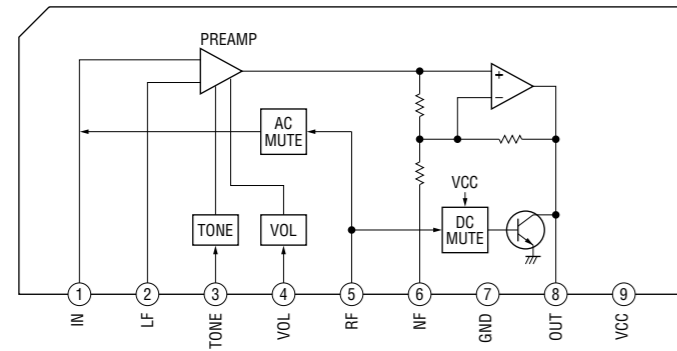 PREAMP
AC
MUTE
VCC
TONE
VOL
DC
MUTE
1
2
3
4
5
6
7
8
9
IN
LF
TONE
VOL
RF
NF
GND
OUT
VCC
+
−